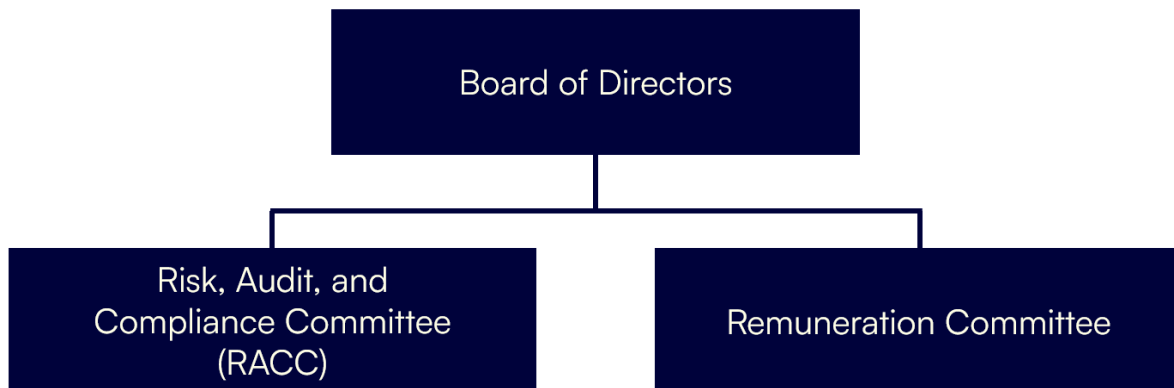 Board of Directors
Risk, Audit, and
Compliance Committee
(RACC)
Remuneration Committee